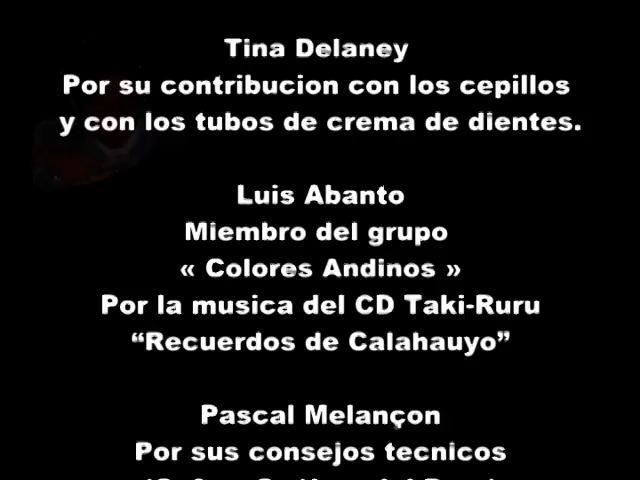 Tina Delaney
Por su contribucion con los cepillos
y con los tubos de crema de dientes.
Luis Abanto
Miembro del grupo
« Colores Andinos »
Por la musica del CD Taki-Ruru
“Recuerdos de Calahauyo”
Pascal Melançon
Por sus consejos tecnicos